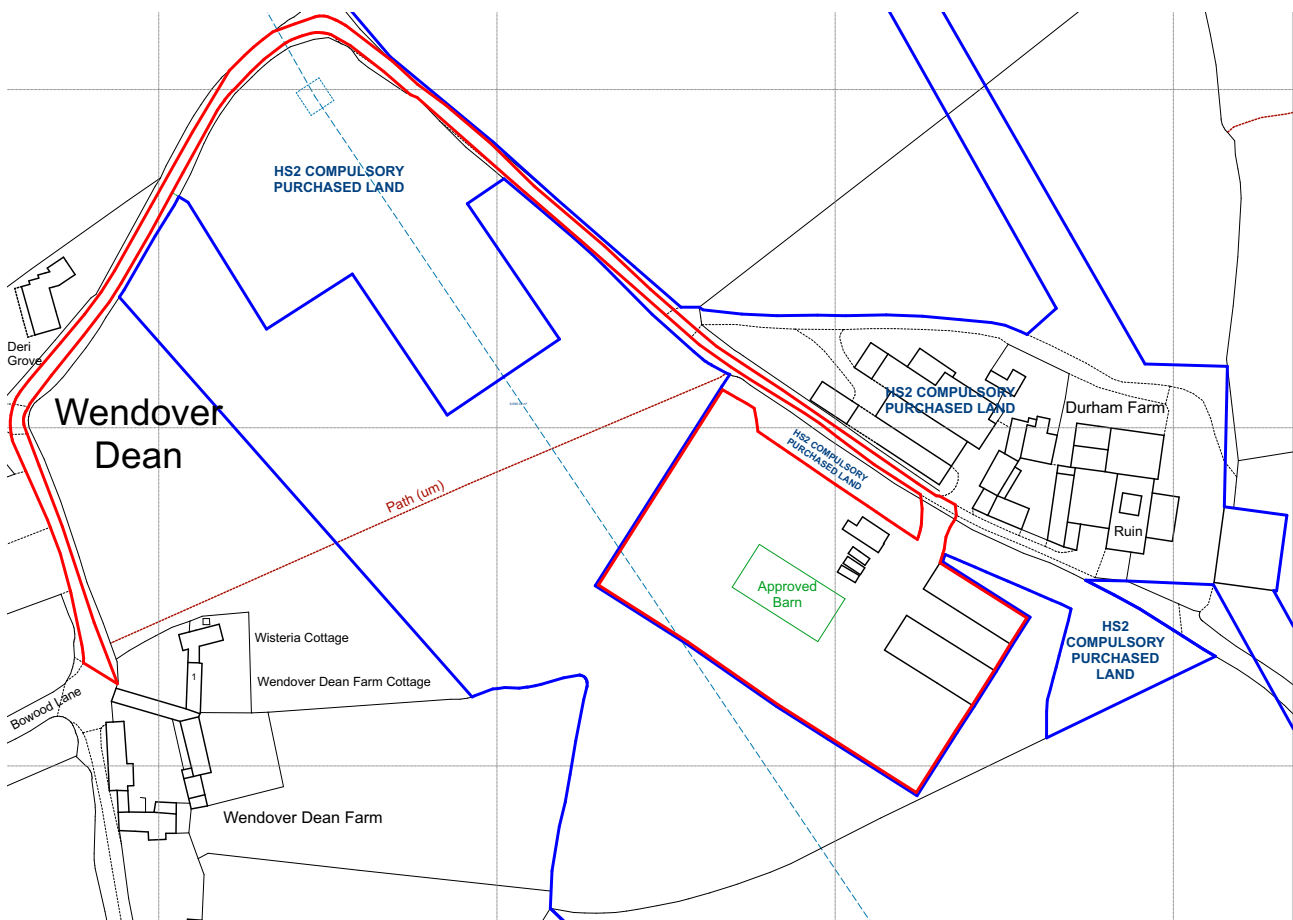 HS2 COMPULSORY
PURCHASED LAND
Deri
Grove
Wendover
Dean
HS2 COMPULSORY
PURCHASED LAND
Durham Farm
HS2 COMPULSORY
PURCHASED LAND
Path (um)
Ruin
Approved
Barn
HS2
COMPULSORY
PURCHASED
LAND
Wisteria Cottage
1
Wendover Dean Farm Cottage
Bowood Lane
Wendover Dean Farm